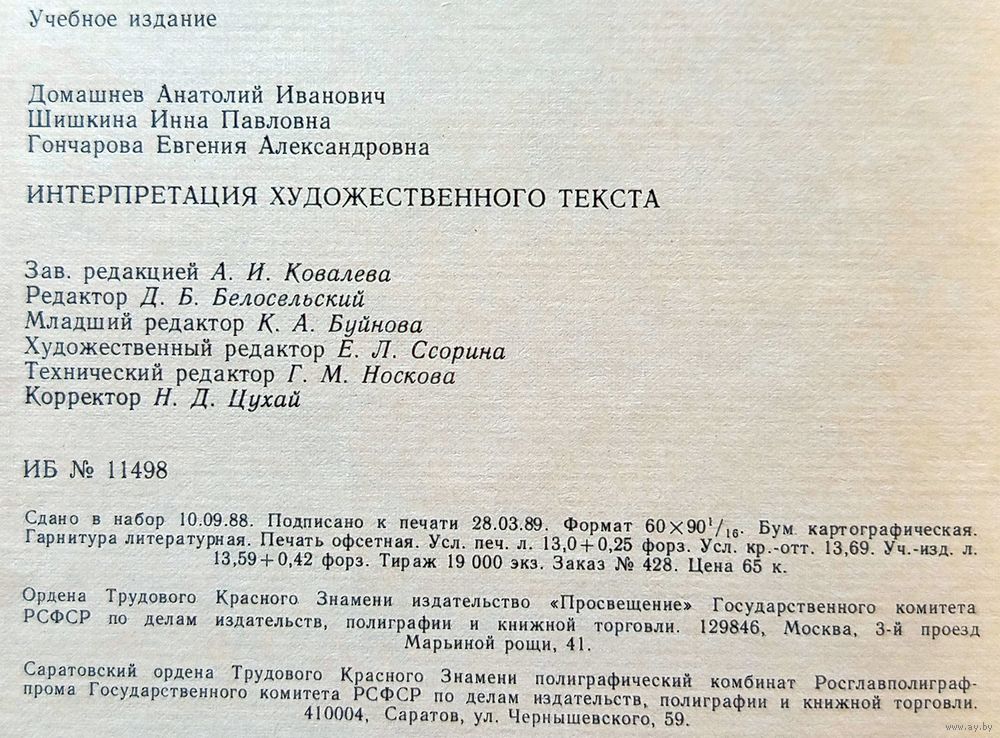 Учебное издание
Домашнев Анатолий Иванович
Шишкина Инна Павловна
Гончарова Евгения Александровна
ИНТЕРПРЕТАЦИЯ ХУДОЖЕСТВЕННОГО ТЕКСТА
Зав. редакцией А. И. Ковалева
Редактор Д. Б. Белосельский
Младший редактор К. А. Буйнова
Художественный редактор Е. Л. Ссорина
Технический редактор Г. М. Носкова
Корректор Н. Д. Цухай
ИБ № 11498
Сдано в набор 10.09.88. Подписано к печати 28.03.89. Формат 60×90¹/₁₆. Бум. картографическая.
Гарнитура литературная. Печать офсетная. Усл. печ. л. 13,0+0,25 форз. Усл. кр.-отт. 13,69. Уч.-изд. л.
13,59+0,42 форз. Тираж 19 000 экз. Заказ № 428. Цена 65 к.
Ордена Трудового Красного Знамени издательство «Просвещение» Государственного комитета
РСФСР по делам издательств, полиграфии и книжной торговли. 129846, Москва, 3-й проезд
Марьиной рощи, 41.
Саратовский ордена Трудового Красного Знамени полиграфический комбинат Росглавполиграф-
прома Государственного комитета РСФСР по делам издательств, полиграфии и книжной торговли.
410004, Саратов, ул. Чернышевского, 59.
www.ay.by